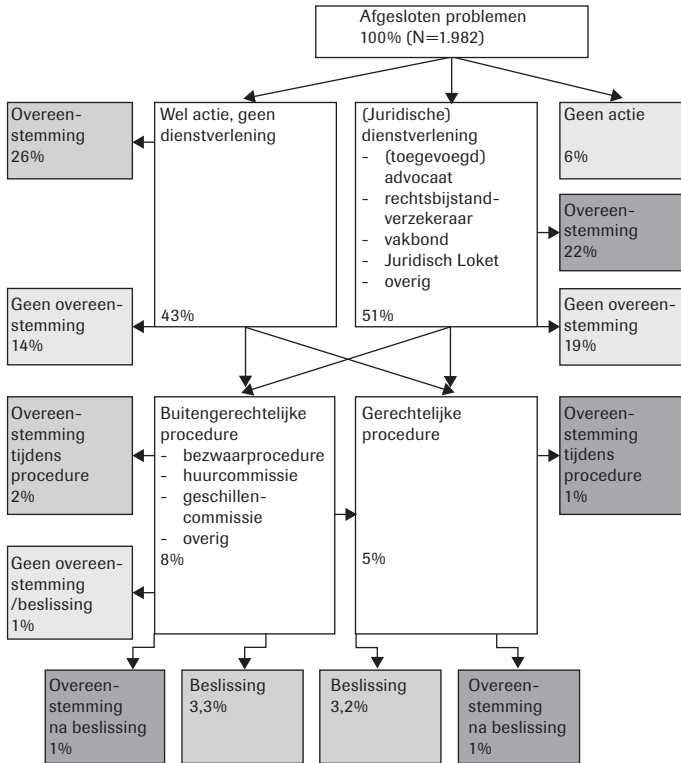 Afgesloten problemen
100% (N=1.982)
Overeen-
stemming
26%
Wel actie, geen
dienstverlening
43%
(Juridische)
dienstverlening
- (toegevoegd)
advocaat
- rechtsbijstand-
verzekeraar
- vakbond
- Juridisch Loket
- overig
51%
Geen actie
6%
Overeen-
stemming
22%
Geen overeen-
stemming
14%
Geen overeen-
stemming
19%
Overeen-
stemming
tijdens
procedure
2%
Buitengerechtelijke
procedure
- bezwaarprocedure
- huurcommissie
- geschillen-
commissie
- overig
8%
Gerechtelijke
procedure
5%
Overeen-
stemming
tijdens
procedure
1%
Geen overeen-
stemming
/beslissing
1%
Overeen-
stemming
na beslissing
1%
Beslissing
3,3%
Beslissing
3,2%
Overeen-
stemming
na beslissing
1%